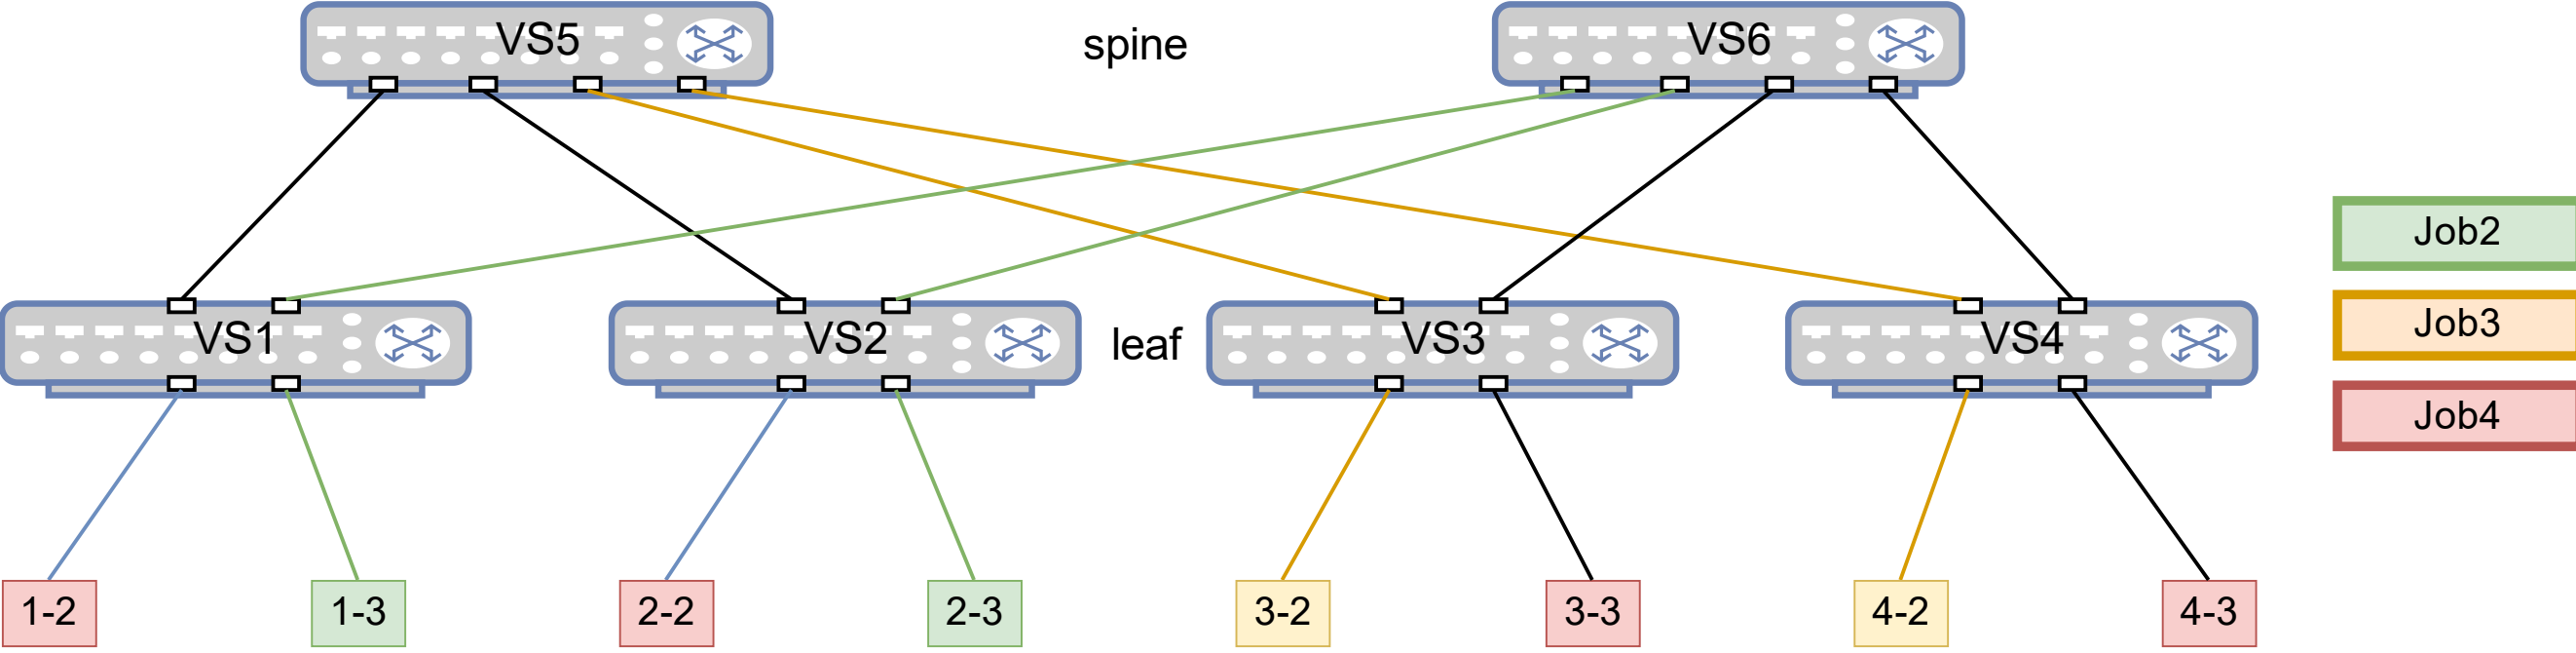 VS5
spine
VS6
Job2
Job3
Job4
VS1
VS2
leaf
VS3
VS4
1-2
1-3
2-2
2-3
3-2
3-3
4-2
4-3